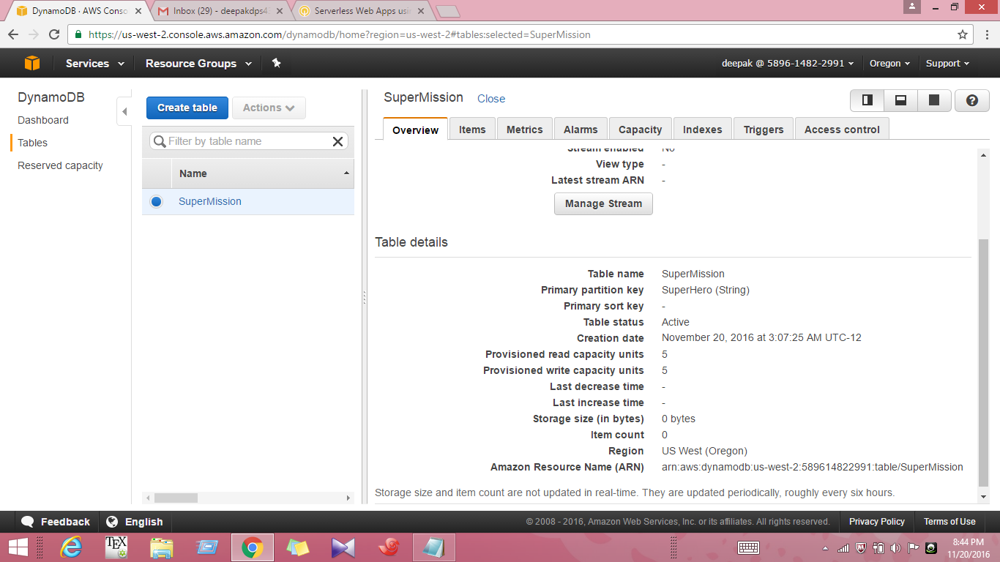 DynamoDB · AWS Conso
Inbox (29) - deepakdps45
Serverless Web Apps usin
https://us-west-2.console.aws.amazon.com/dynamodb/home?region=us-west-2#tables:selected=SuperMission
Services Resource Groups deepak @ 5896-1482-2991 Oregon Support
DynamoDB
Dashboard
Tables
Reserved capacity
Create table Actions
Filter by table name
Name
SuperMission
SuperMission Close
Overview Items Metrics Alarms Capacity Indexes Triggers Access control
Stream enabled No
View type -
Latest stream ARN -
Manage Stream
Table details
Table name SuperMission
Primary partition key SuperHero (String)
Primary sort key -
Table status Active
Creation date November 20, 2016 at 3:07:25 AM UTC-12
Provisioned read capacity units 5
Provisioned write capacity units 5
Last decrease time -
Last increase time -
Storage size (in bytes) 0 bytes
Item count 0
Region US West (Oregon)
Amazon Resource Name (ARN) arn:aws:dynamodb:us-west-2:589614822991:table/SuperMission
Storage size and item count are not updated in real-time. They are updated periodically, roughly every six hours.
Feedback English © 2008 - 2016, Amazon Web Services, Inc. or its affiliates. All rights reserved. Privacy Policy Terms of Use
TEX
8:44 PM
11/20/2016